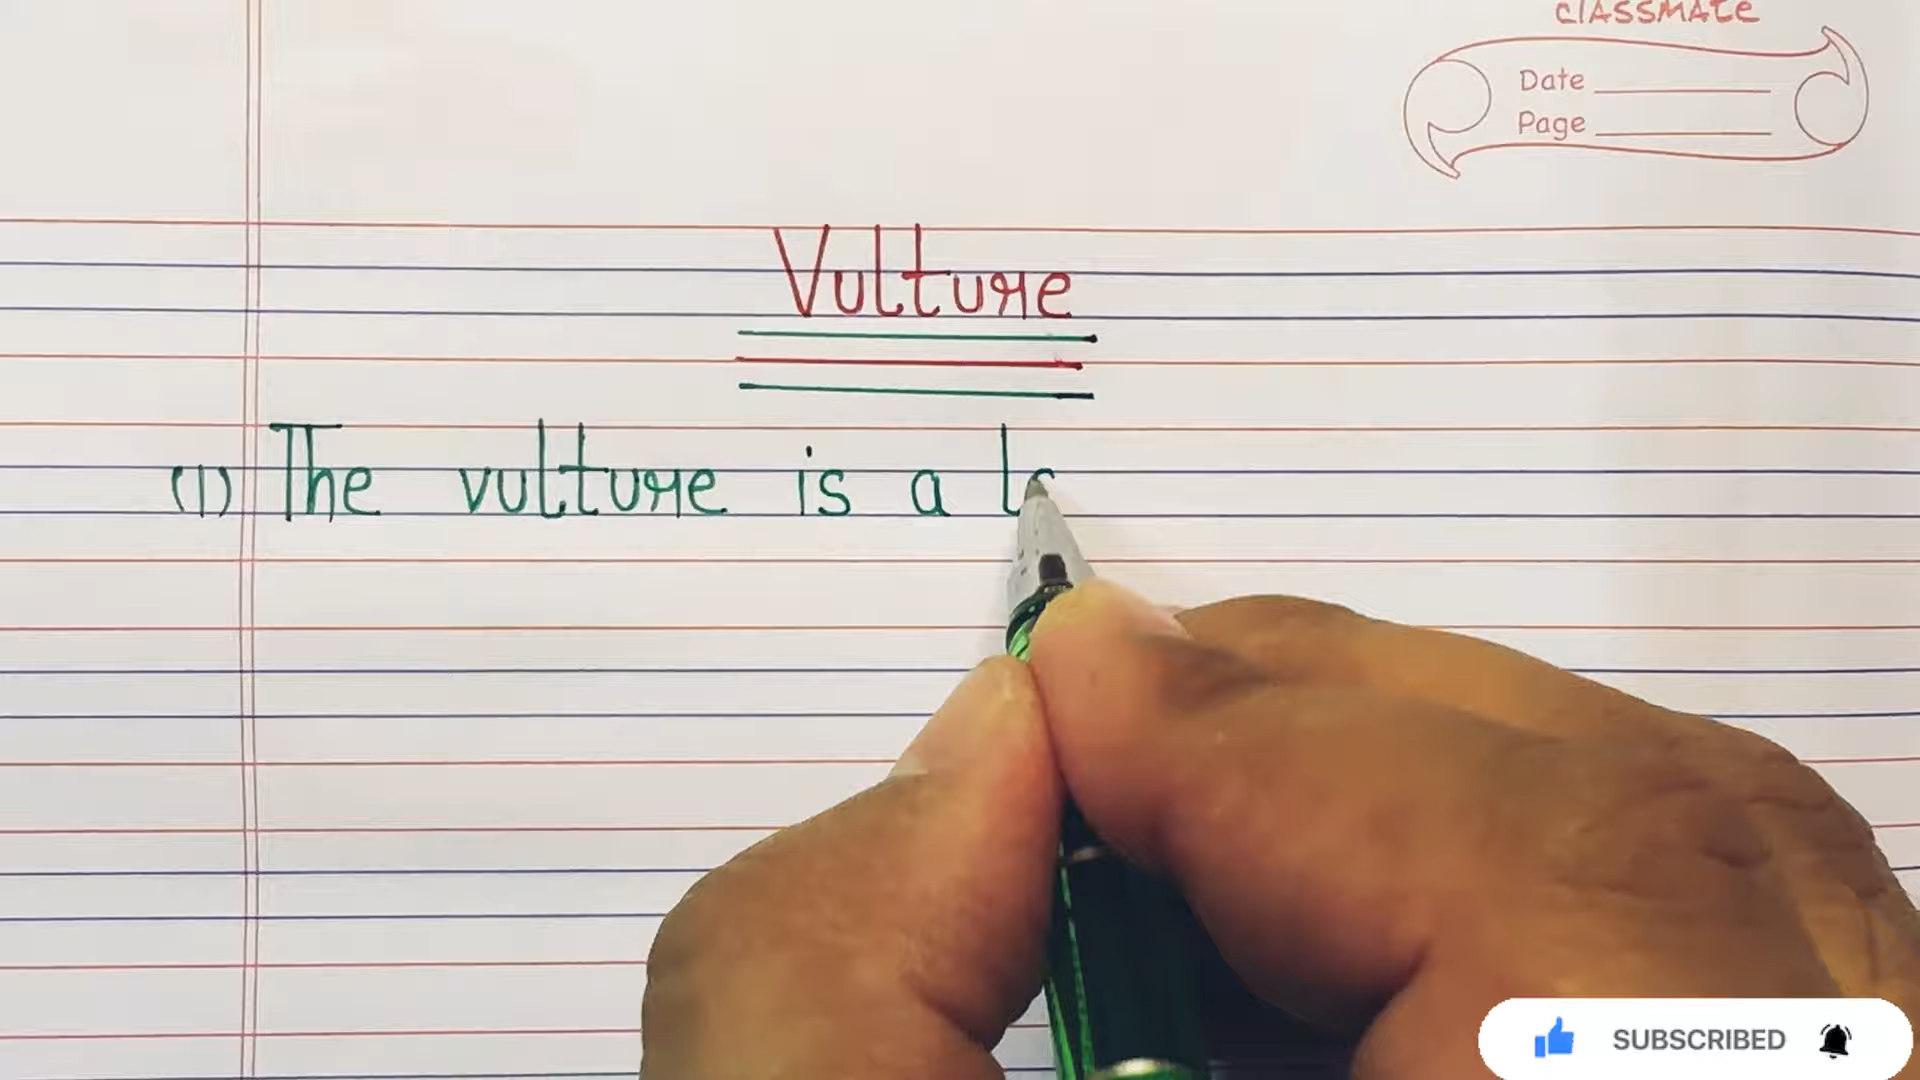 CLASSMATE
Date
Page
Vulture
(1) The vulture is a
SUBSCRIBED